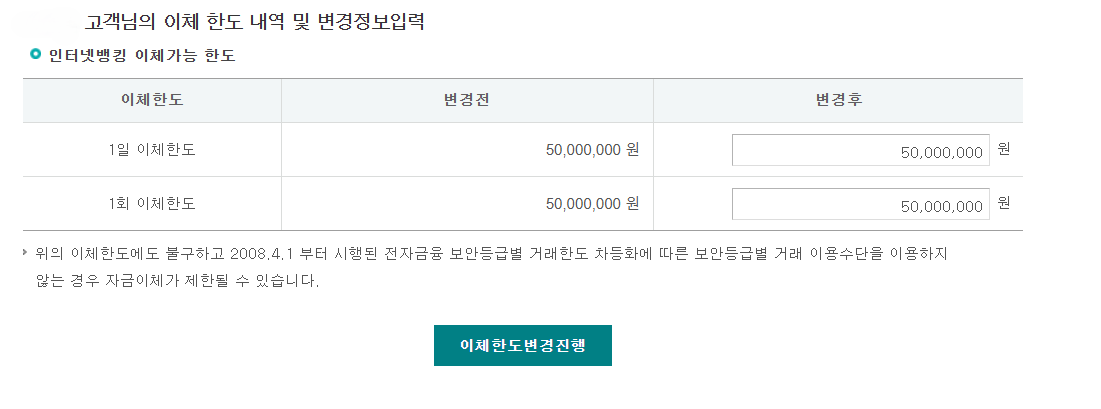 고객님의 이체 한도 내역 및 변경정보입력
인터넷뱅킹 이체가능 한도
이체한도 변경전 변경후
1일 이체한도 50,000,000 원 50,000,000 원
1회 이체한도 50,000,000 원 50,000,000 원
위의 이체한도에도 불구하고 2008.4.1 부터 시행된 전자금융 보안등급별 거래한도 차등화에 따른 보안등급별 거래 이용수단을 이용하지
않는 경우 자금이체가 제한될 수 있습니다.
이체한도변경진행